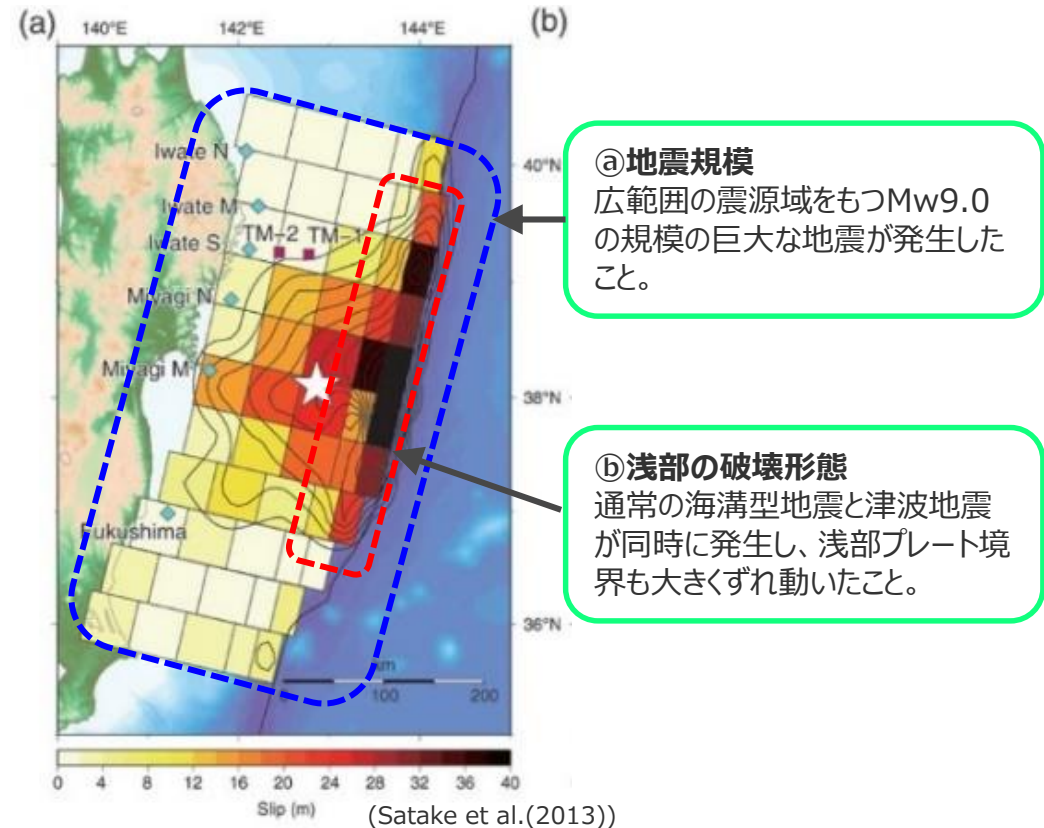 (a)
140°E
142°E
144°E
(b)
Iwate N
40°N
Iwate M
Iwate S
TM-2
TM-1
Miyagi N
Miyagi M
38°N
Fukushima
36°N
km
0
100
200
0 4 8 12 16 20 24 28 32 36 40
Slip (m)
(Satake et al.(2013))
ⓐ地震規模
広範囲の震源域をもつMw9.0
の規模の巨大な地震が発生した
こと。
ⓑ浅部の破壊形態
通常の海溝型地震と津波地震
が同時に発生し、浅部プレート境
界も大きくずれ動いたこと。